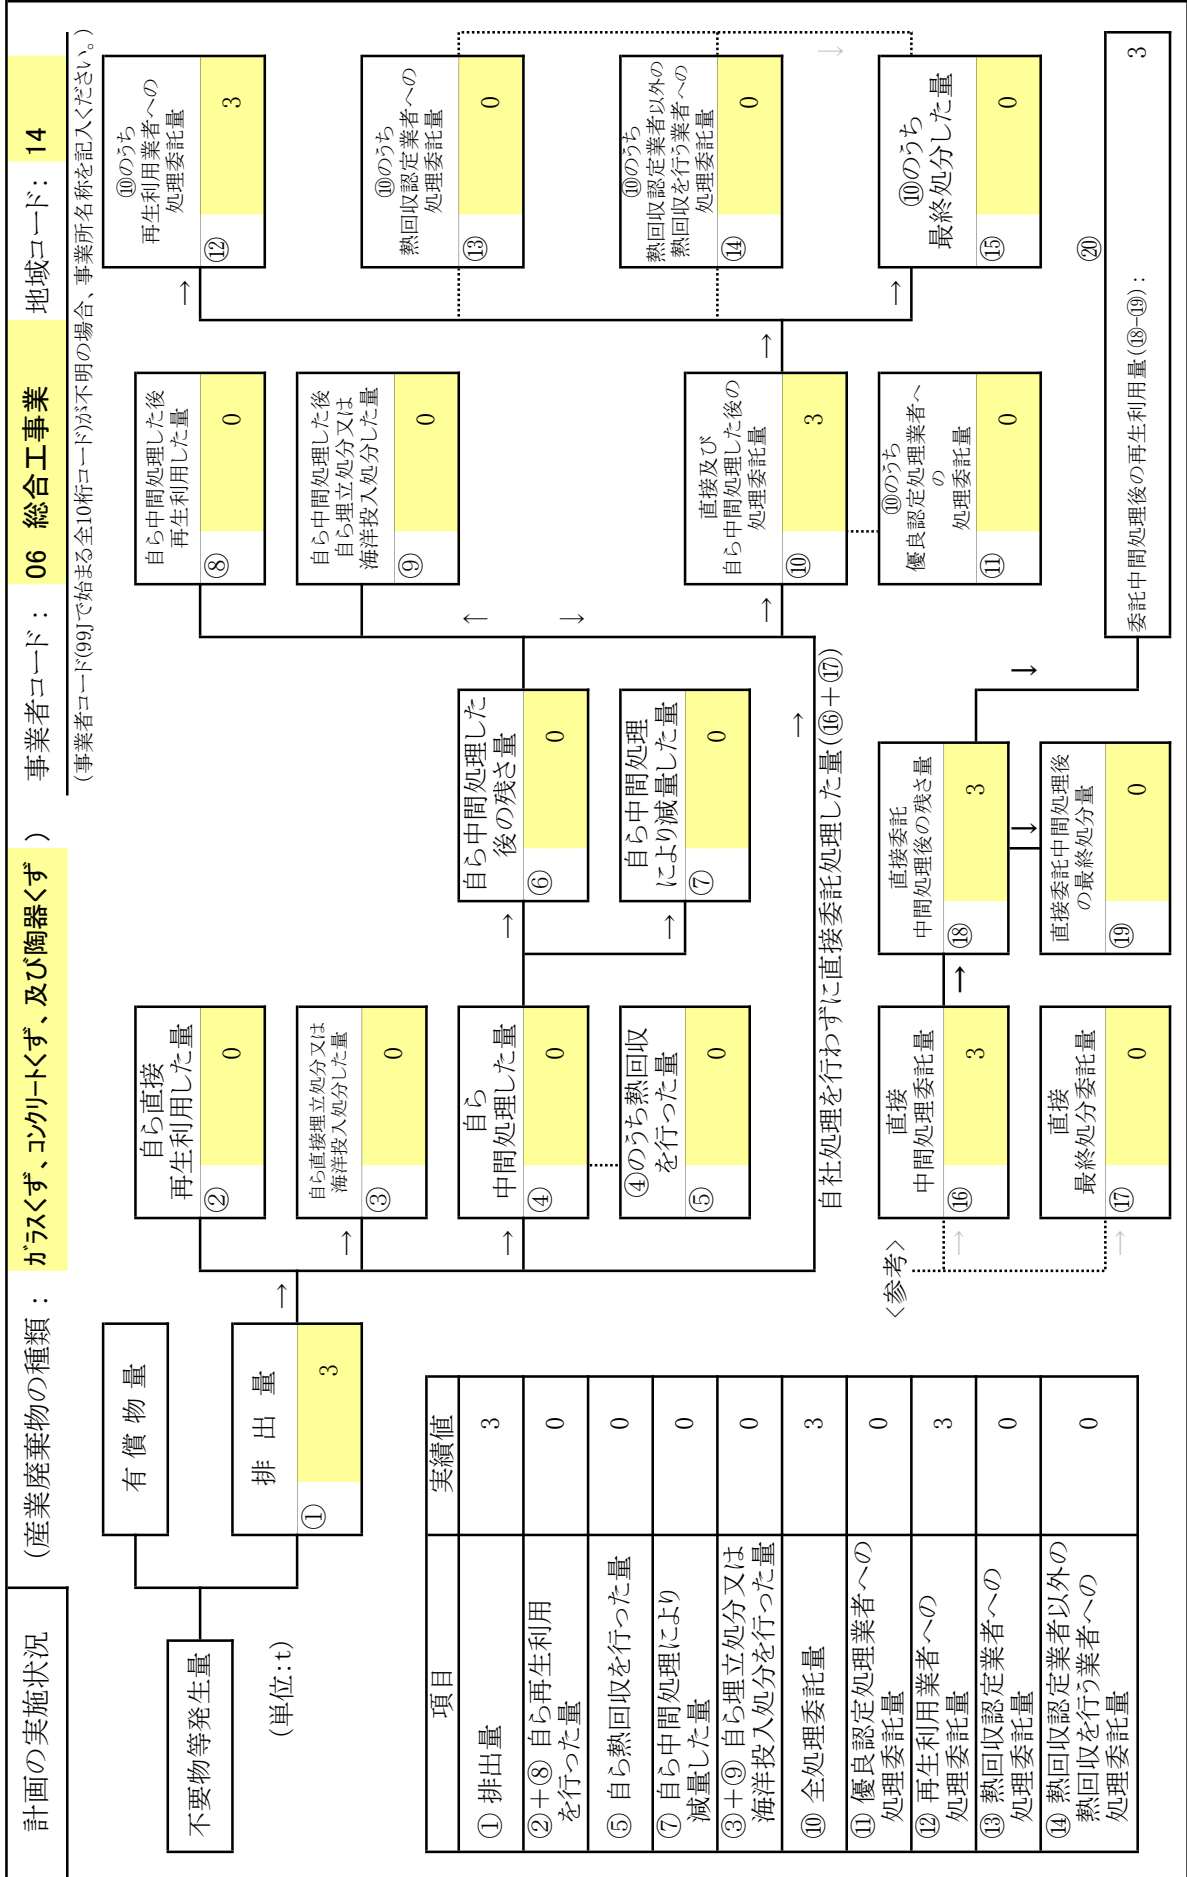 計画の実施状況
(産業廃棄物の種類： ガラスくず、コンクリートくず、及び陶器くず )
事業者コード： 06 総合工事業 地域コード： 14
(事業者コード(99Jで始まる全10桁コード)が不明の場合、事業所名称を記入ください。)
不要物等発生量
(単位：t)
有 償 物 量
排 出 量
① 3
→
自ら直接
再生利用した量
② 0
→
自ら直接埋立処分又は
海洋投入処分した量
③ 0
→
自ら
中間処理した量
④ 0
④のうち熱回収
を行った量
⑤ 0
→
自ら中間処理した
後の残さ量
⑥ 0
→
自ら中間処理
により減量した量
⑦ 0
自ら中間処理した後
再生利用した量
⑧ 0
自ら中間処理した後
自ら埋立処分又は
海洋投入処分した量
⑨ 0
↑
↓
→
自社処理を行わずに直接委託処理した量(⑯＋⑰)
→
直接及び
自ら中間処理した後の
処理委託量
⑩ 3
⑩のうち
優良認定処理業者へ
の
処理委託量
⑪ 0
→
→
⑩のうち
再生利用業者への
処理委託量
⑫ 3
⑩のうち
熱回収認定業者への
処理委託量
⑬ 0
⑩のうち
熱回収認定業者以外の
熱回収を行う業者への
処理委託量
⑭ 0
↓
→
⑩のうち
最終処分した量
⑮ 0
<参考>
→
直接
中間処理委託量
⑯ 3
→
直接
最終処分委託量
⑰ 0
→
直接委託
中間処理後の残さ量
⑱ 3
↓
直接委託中間処理後
の最終処分量
⑲ 0
↓
⑳
委託中間処理後の再生利用量(⑱-⑲)： 3
項目 実績値
① 排出量 3
②＋⑧ 自ら再生利用
を行った量 0
⑤ 自ら熱回収を行った量 0
⑦ 自ら中間処理により
減量した量 0
③＋⑨ 自ら埋立処分又は
海洋投入処分を行った量 0
⑩ 全処理委託量 3
⑪ 優良認定処理業者への
処理委託量 0
⑫ 再生利用業者への
処理委託量 3
⑬ 熱回収認定業者への
処理委託量 0
⑭ 熱回収認定業者以外の
熱回収を行う業者への
処理委託量 0